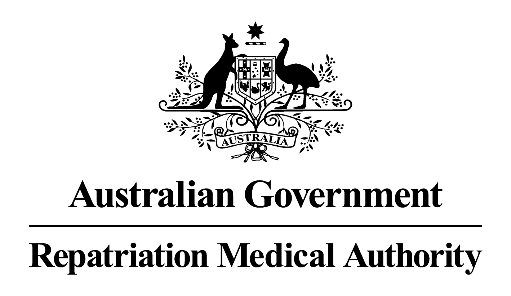 AUSTRALIA
Australian Government
Repatriation Medical Authority